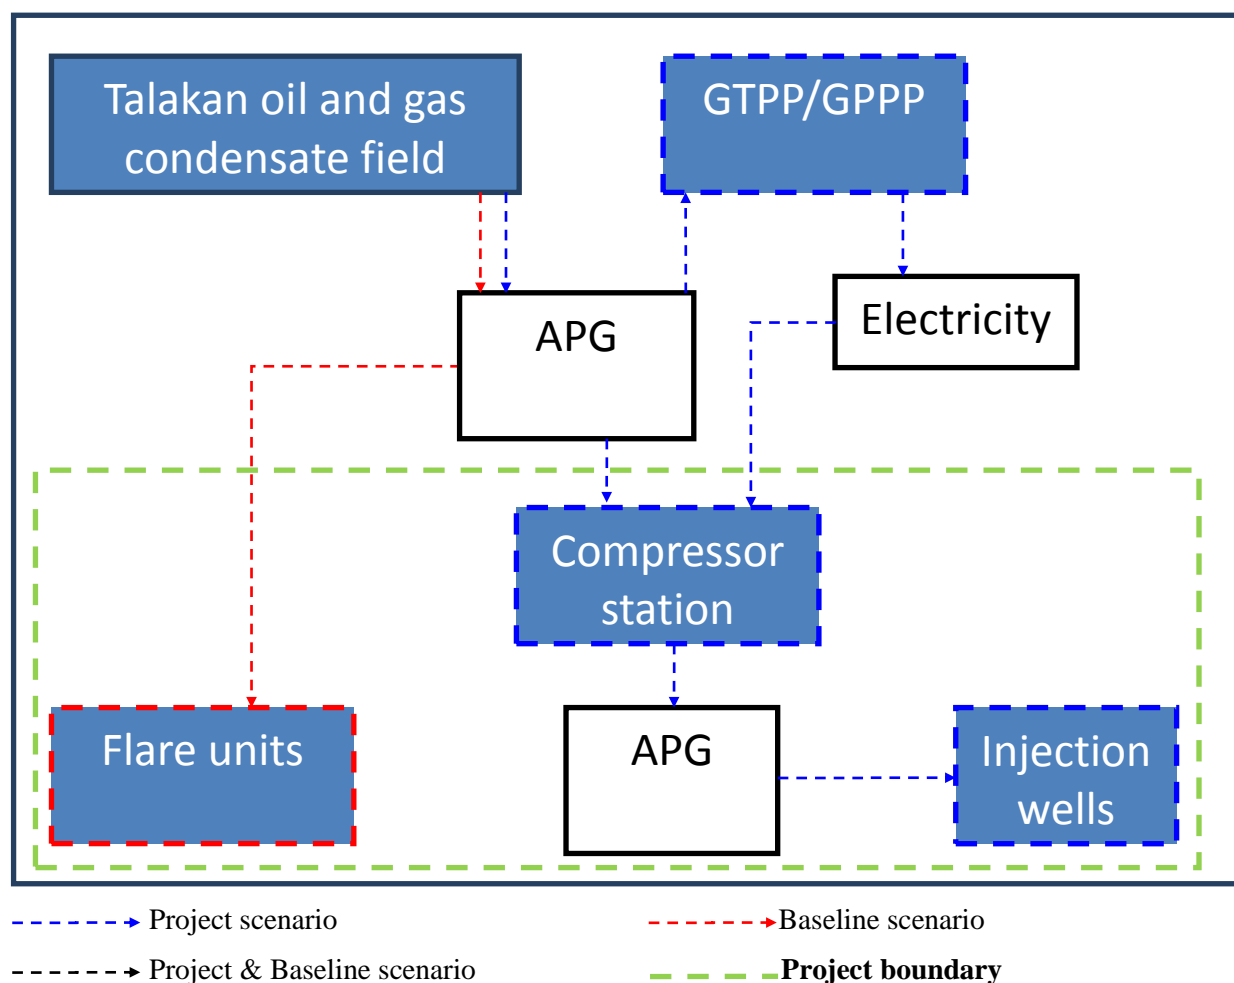 Talakan oil and gas
condensate field
GTPP/GPPP
APG
Electricity
Compressor
station
Flare units
APG
Injection
wells
Project scenario
Baseline scenario
Project & Baseline scenario
Project boundary